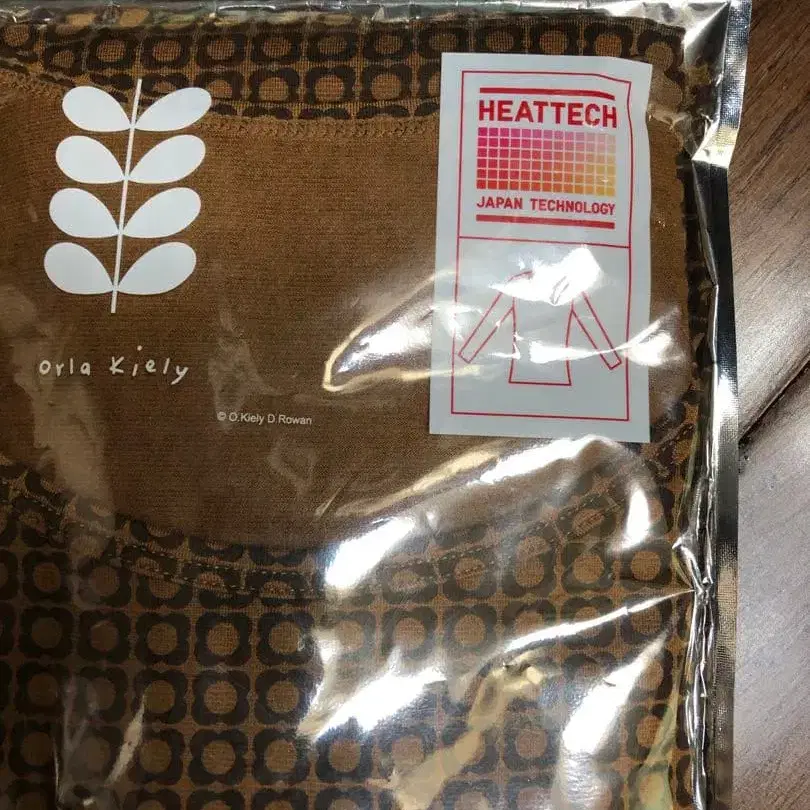 HEATTECH
JAPAN TECHNOLOGY
orla kiely
© O.Kiely D.Rowan